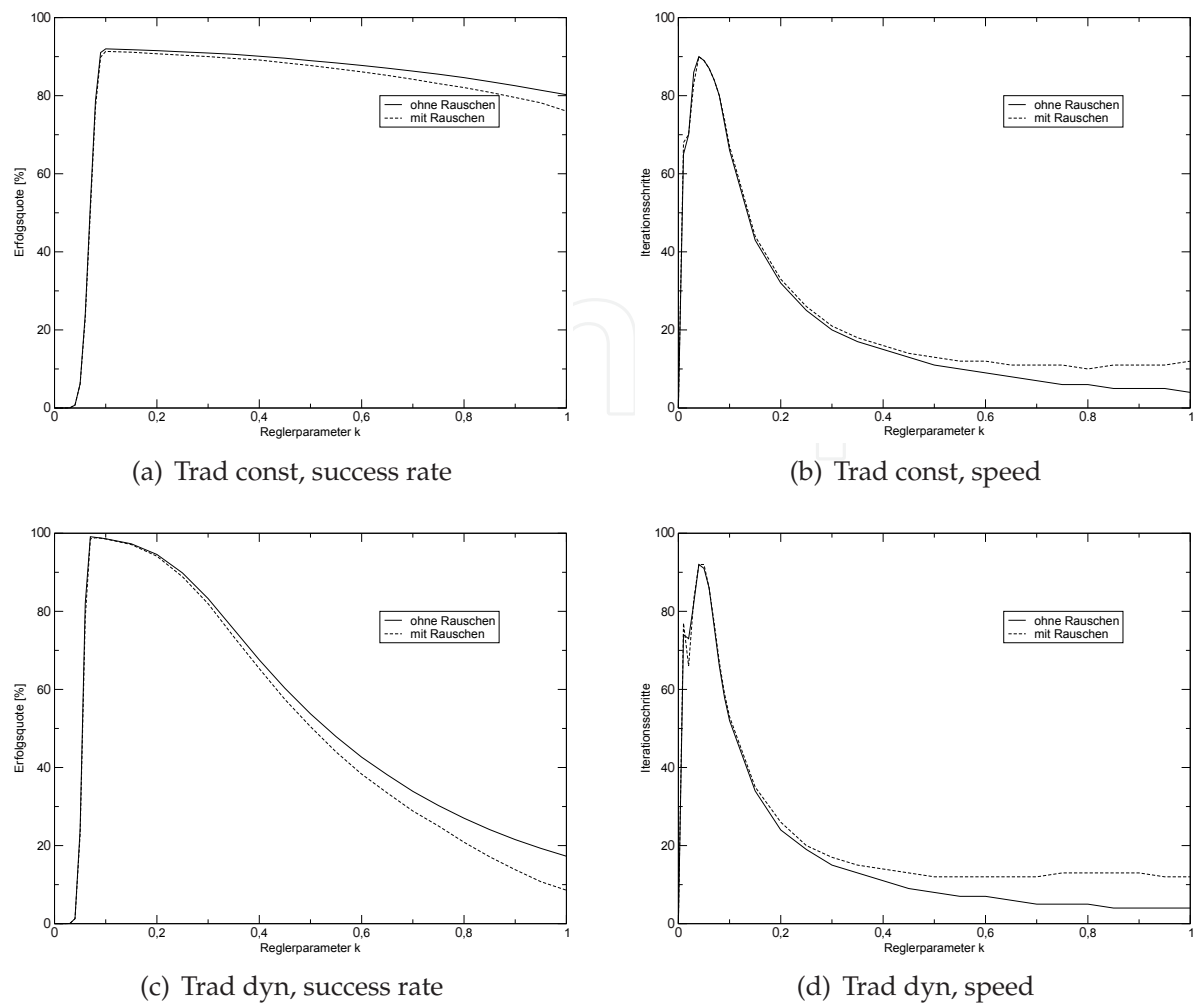 100
80
60
40
20
0
Erfolgsquote [%]
ohne Rauschen
mit Rauschen
0 0,2 0,4 0,6 0,8 1
Reglerparameter k
(a) Trad const, success rate
100
80
60
40
20
0
Iterationsschritte
ohne Rauschen
mit Rauschen
0 0.2 0.4 0.6 0.8 1
Reglerparameter k
(b) Trad const, speed
100
80
60
40
20
0
Erfolgsquote [%]
ohne Rauschen
mit Rauschen
0 0,2 0,4 0,6 0,8 1
Reglerparameter k
(c) Trad dyn, success rate
100
80
60
40
20
0
Iterationsschritte
ohne Rauschen
mit Rauschen
0 0,2 0,4 0,6 0,8 1
Reglerparameter k
(d) Trad dyn, speed